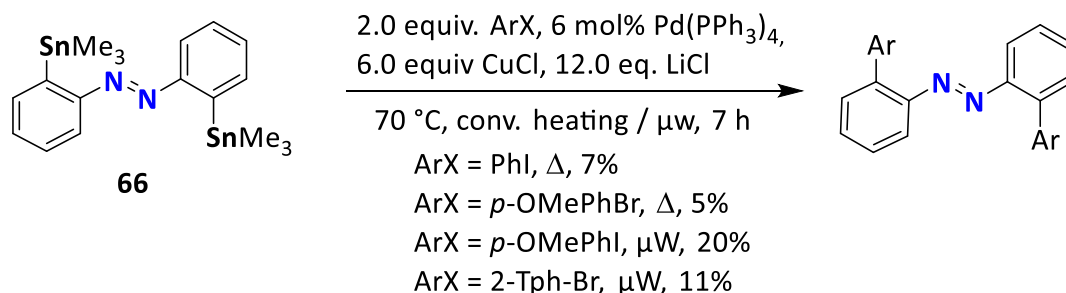 SnMe₃
N=N
SnMe₃
66
2.0 equiv. ArX, 6 mol% Pd(PPh₃)₄,
6.0 equiv CuCl, 12.0 eq. LiCl
70 °C, conv. heating / μw, 7 h
ArX = PhI, Δ, 7%
ArX = p-OMePhBr, Δ, 5%
ArX = p-OMePhI, μW, 20%
ArX = 2-Tph-Br, μW, 11%
Ar
N=N
Ar